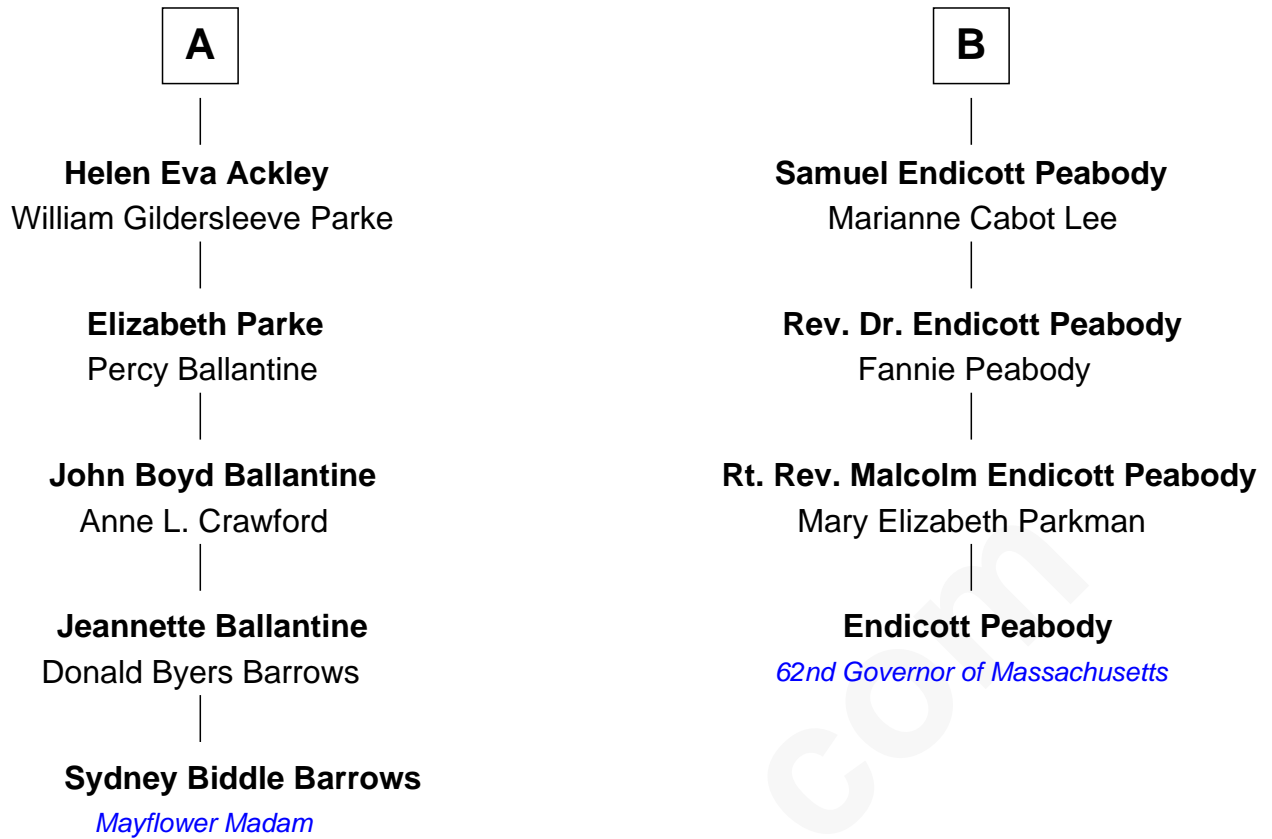 A
Helen Eva Ackley
William Gildersleeve Parke
Elizabeth Parke
Percy Ballantine
John Boyd Ballantine
Anne L. Crawford
Jeannette Ballantine
Donald Byers Barrows
Sydney Biddle Barrows
Mayflower Madam
B
Samuel Endicott Peabody
Marianne Cabot Lee
Rev. Dr. Endicott Peabody
Fannie Peabody
Rt. Rev. Malcolm Endicott Peabody
Mary Elizabeth Parkman
Endicott Peabody
62nd Governor of Massachusetts
com